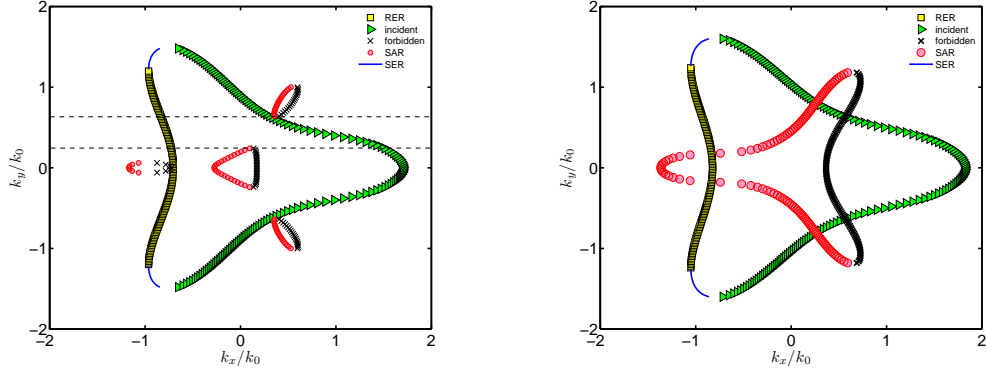 2
1
0
-1
-2
-2
-1
0
1
2
k_x/k_0
k_y/k_0
RER
incident
forbidden
SAR
SER
2
1
0
-1
-2
-2
-1
0
1
2
k_x/k_0
k_y/k_0
RER
incident
forbidden
SAR
SER